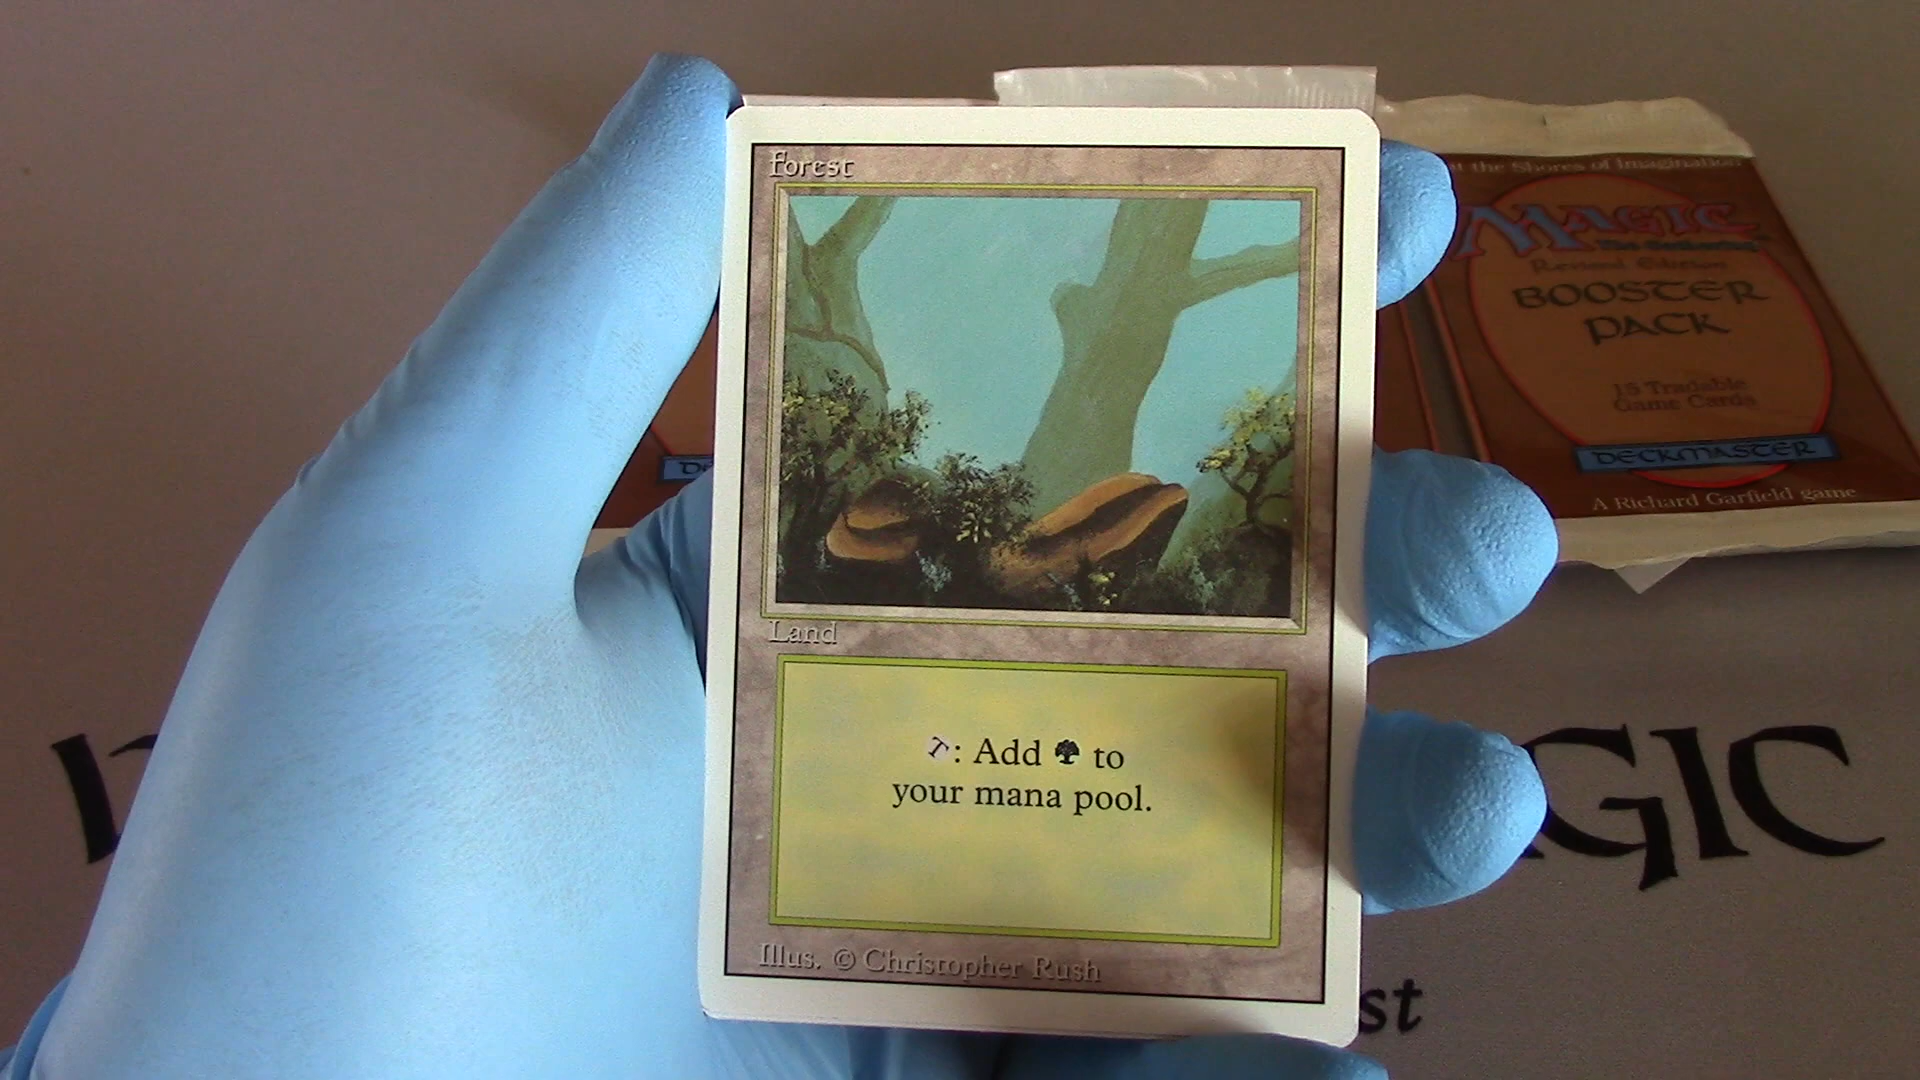 Forest
Land
T: Add to
your mana pool.
Illus. © Christopher Rush
t the Shores of Imagination
MAGIC
The Gathering
Revised Edition
BOOSTER
PACK
15 Tradable
Game Cards
DECKMASTER
A Richard Garfield game
DE
GIC
st